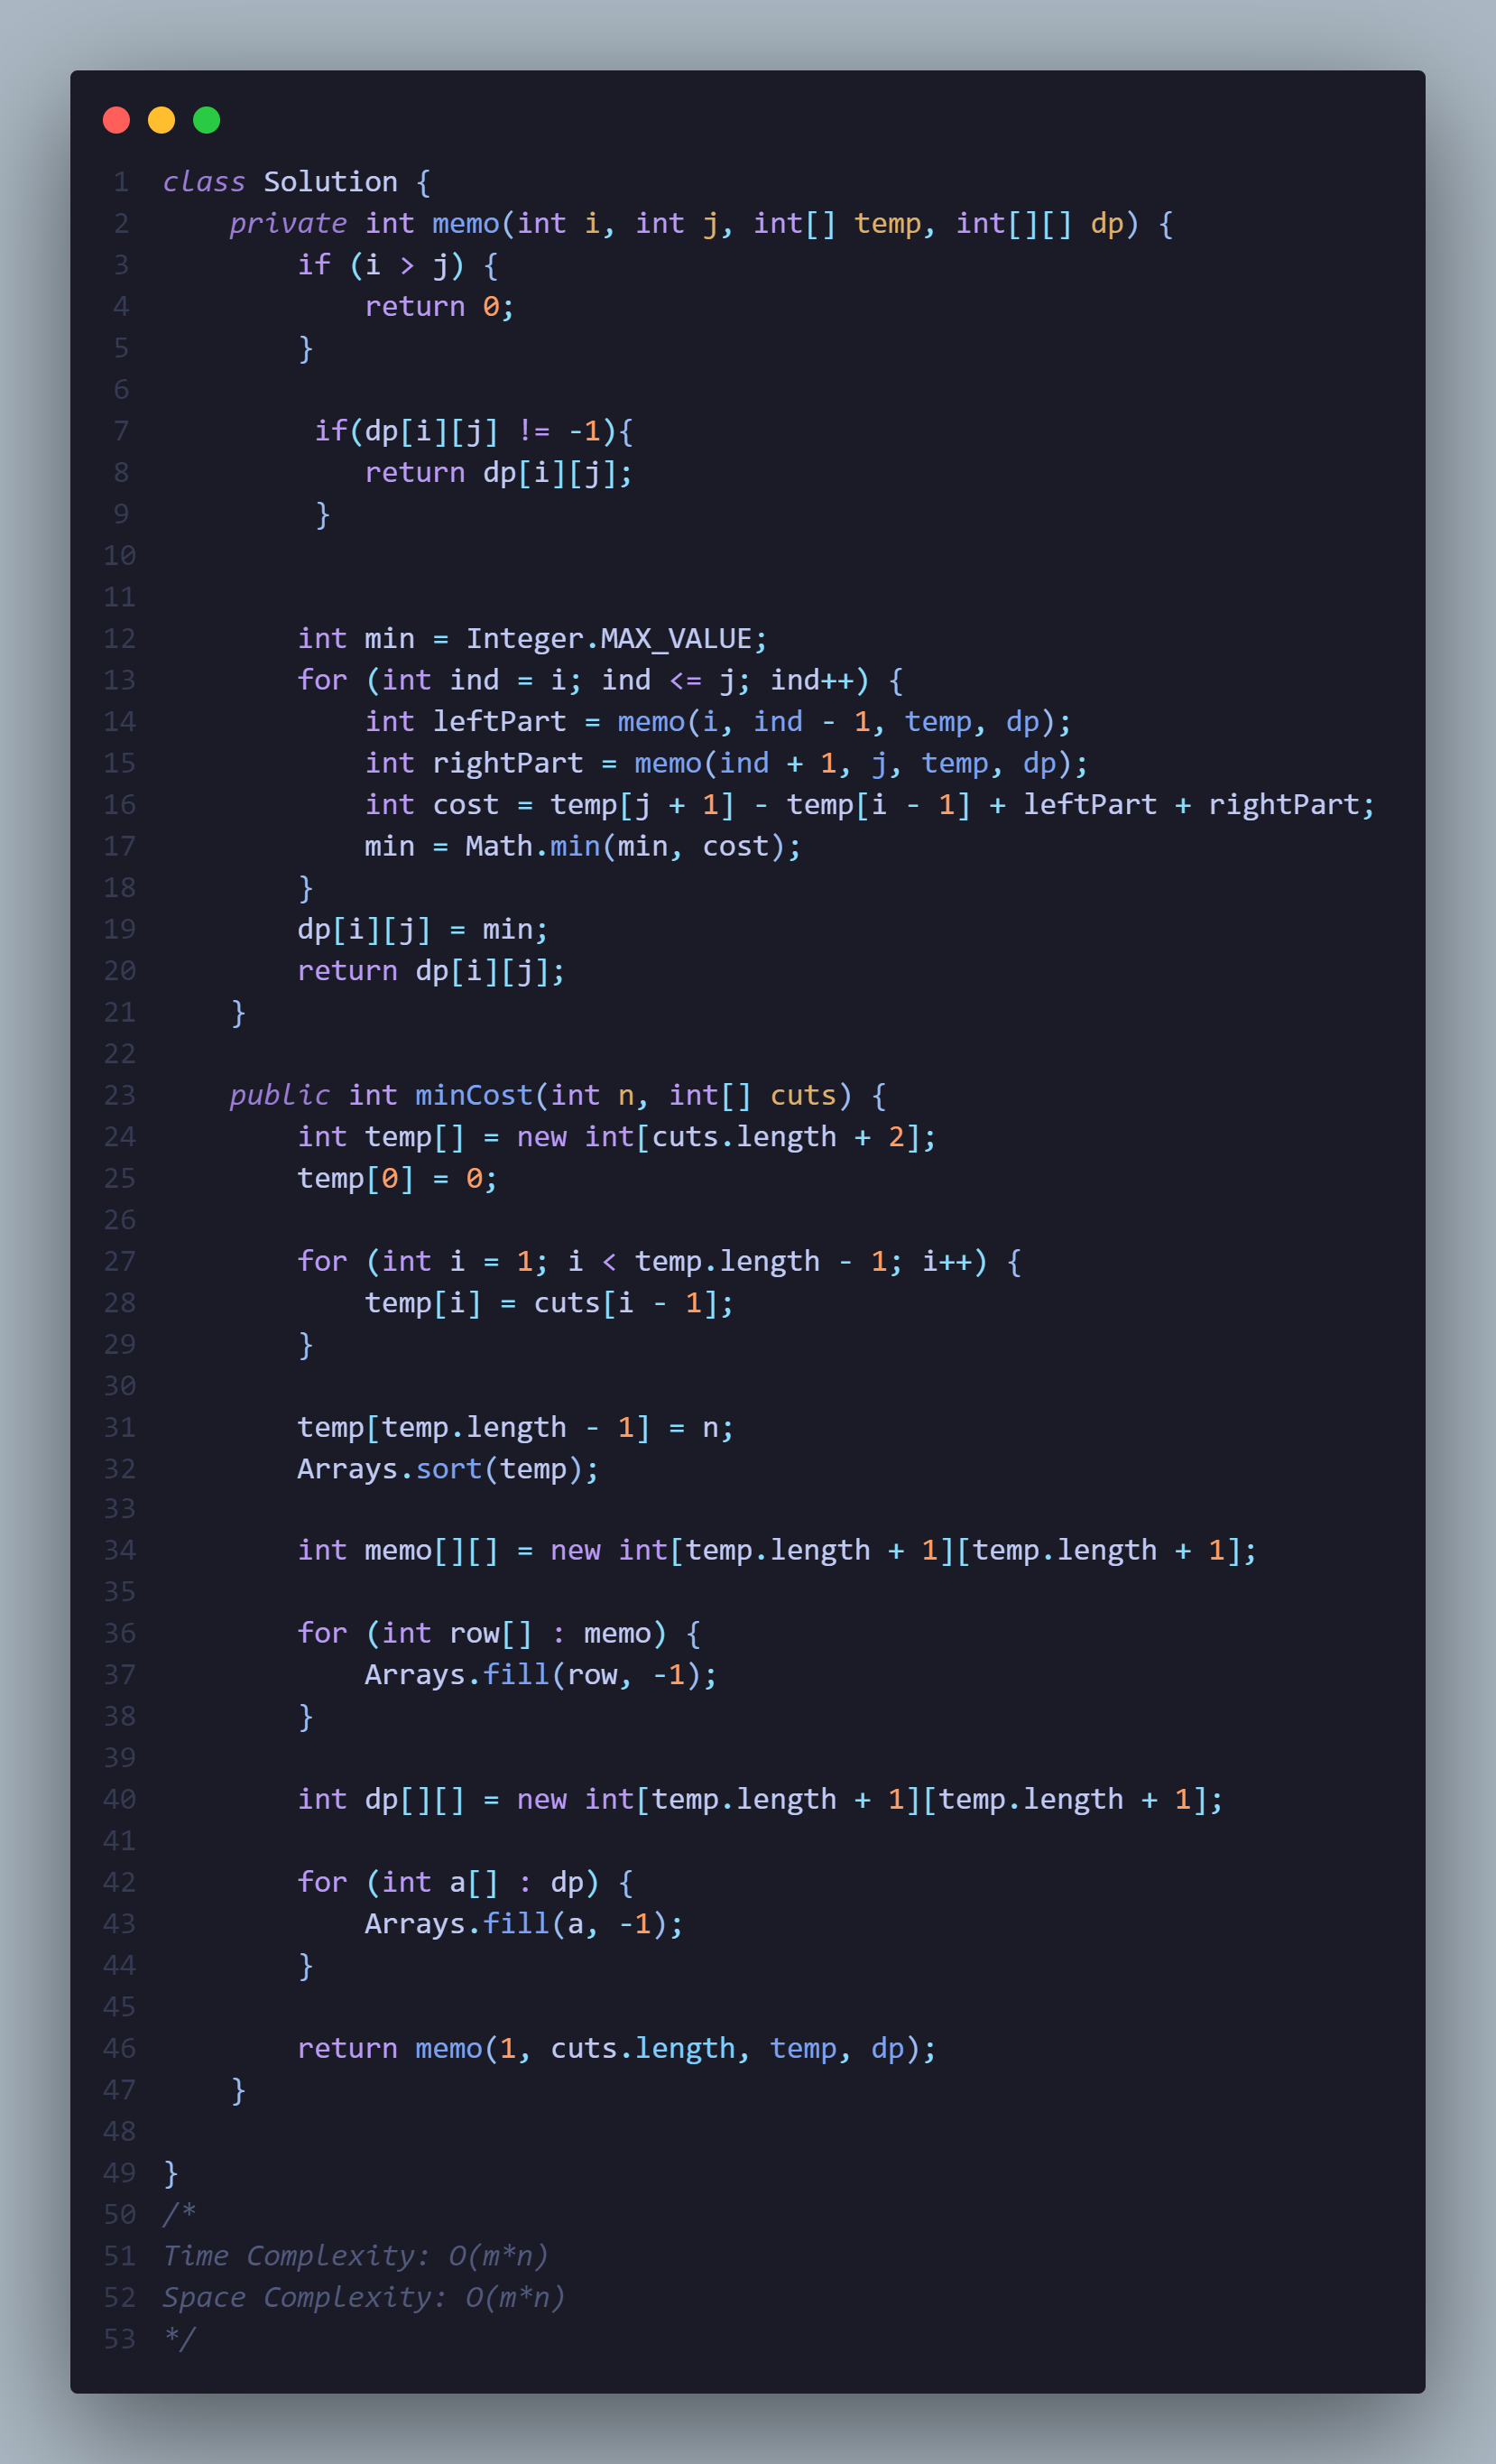 1 class Solution {
2     private int memo(int i, int j, int[] temp, int[][] dp) {
3         if (i > j) {
4             return 0;
5         }
6
7          if(dp[i][j] != -1){
8             return dp[i][j];
9          }
10
11
12         int min = Integer.MAX_VALUE;
13         for (int ind = i; ind <= j; ind++) {
14             int leftPart = memo(i, ind - 1, temp, dp);
15             int rightPart = memo(ind + 1, j, temp, dp);
16             int cost = temp[j + 1] - temp[i - 1] + leftPart + rightPart;
17             min = Math.min(min, cost);
18         }
19         dp[i][j] = min;
20         return dp[i][j];
21     }
22
23     public int minCost(int n, int[] cuts) {
24         int temp[] = new int[cuts.length + 2];
25         temp[0] = 0;
26
27         for (int i = 1; i < temp.length - 1; i++) {
28             temp[i] = cuts[i - 1];
29         }
30
31         temp[temp.length - 1] = n;
32         Arrays.sort(temp);
33
34         int memo[][] = new int[temp.length + 1][temp.length + 1];
35
36         for (int row[] : memo) {
37             Arrays.fill(row, -1);
38         }
39
40         int dp[][] = new int[temp.length + 1][temp.length + 1];
41
42         for (int a[] : dp) {
43             Arrays.fill(a, -1);
44         }
45
46         return memo(1, cuts.length, temp, dp);
47     }
48
49 }
50 /*
51 Time Complexity: O(m*n)
52 Space Complexity: O(m*n)
53 */